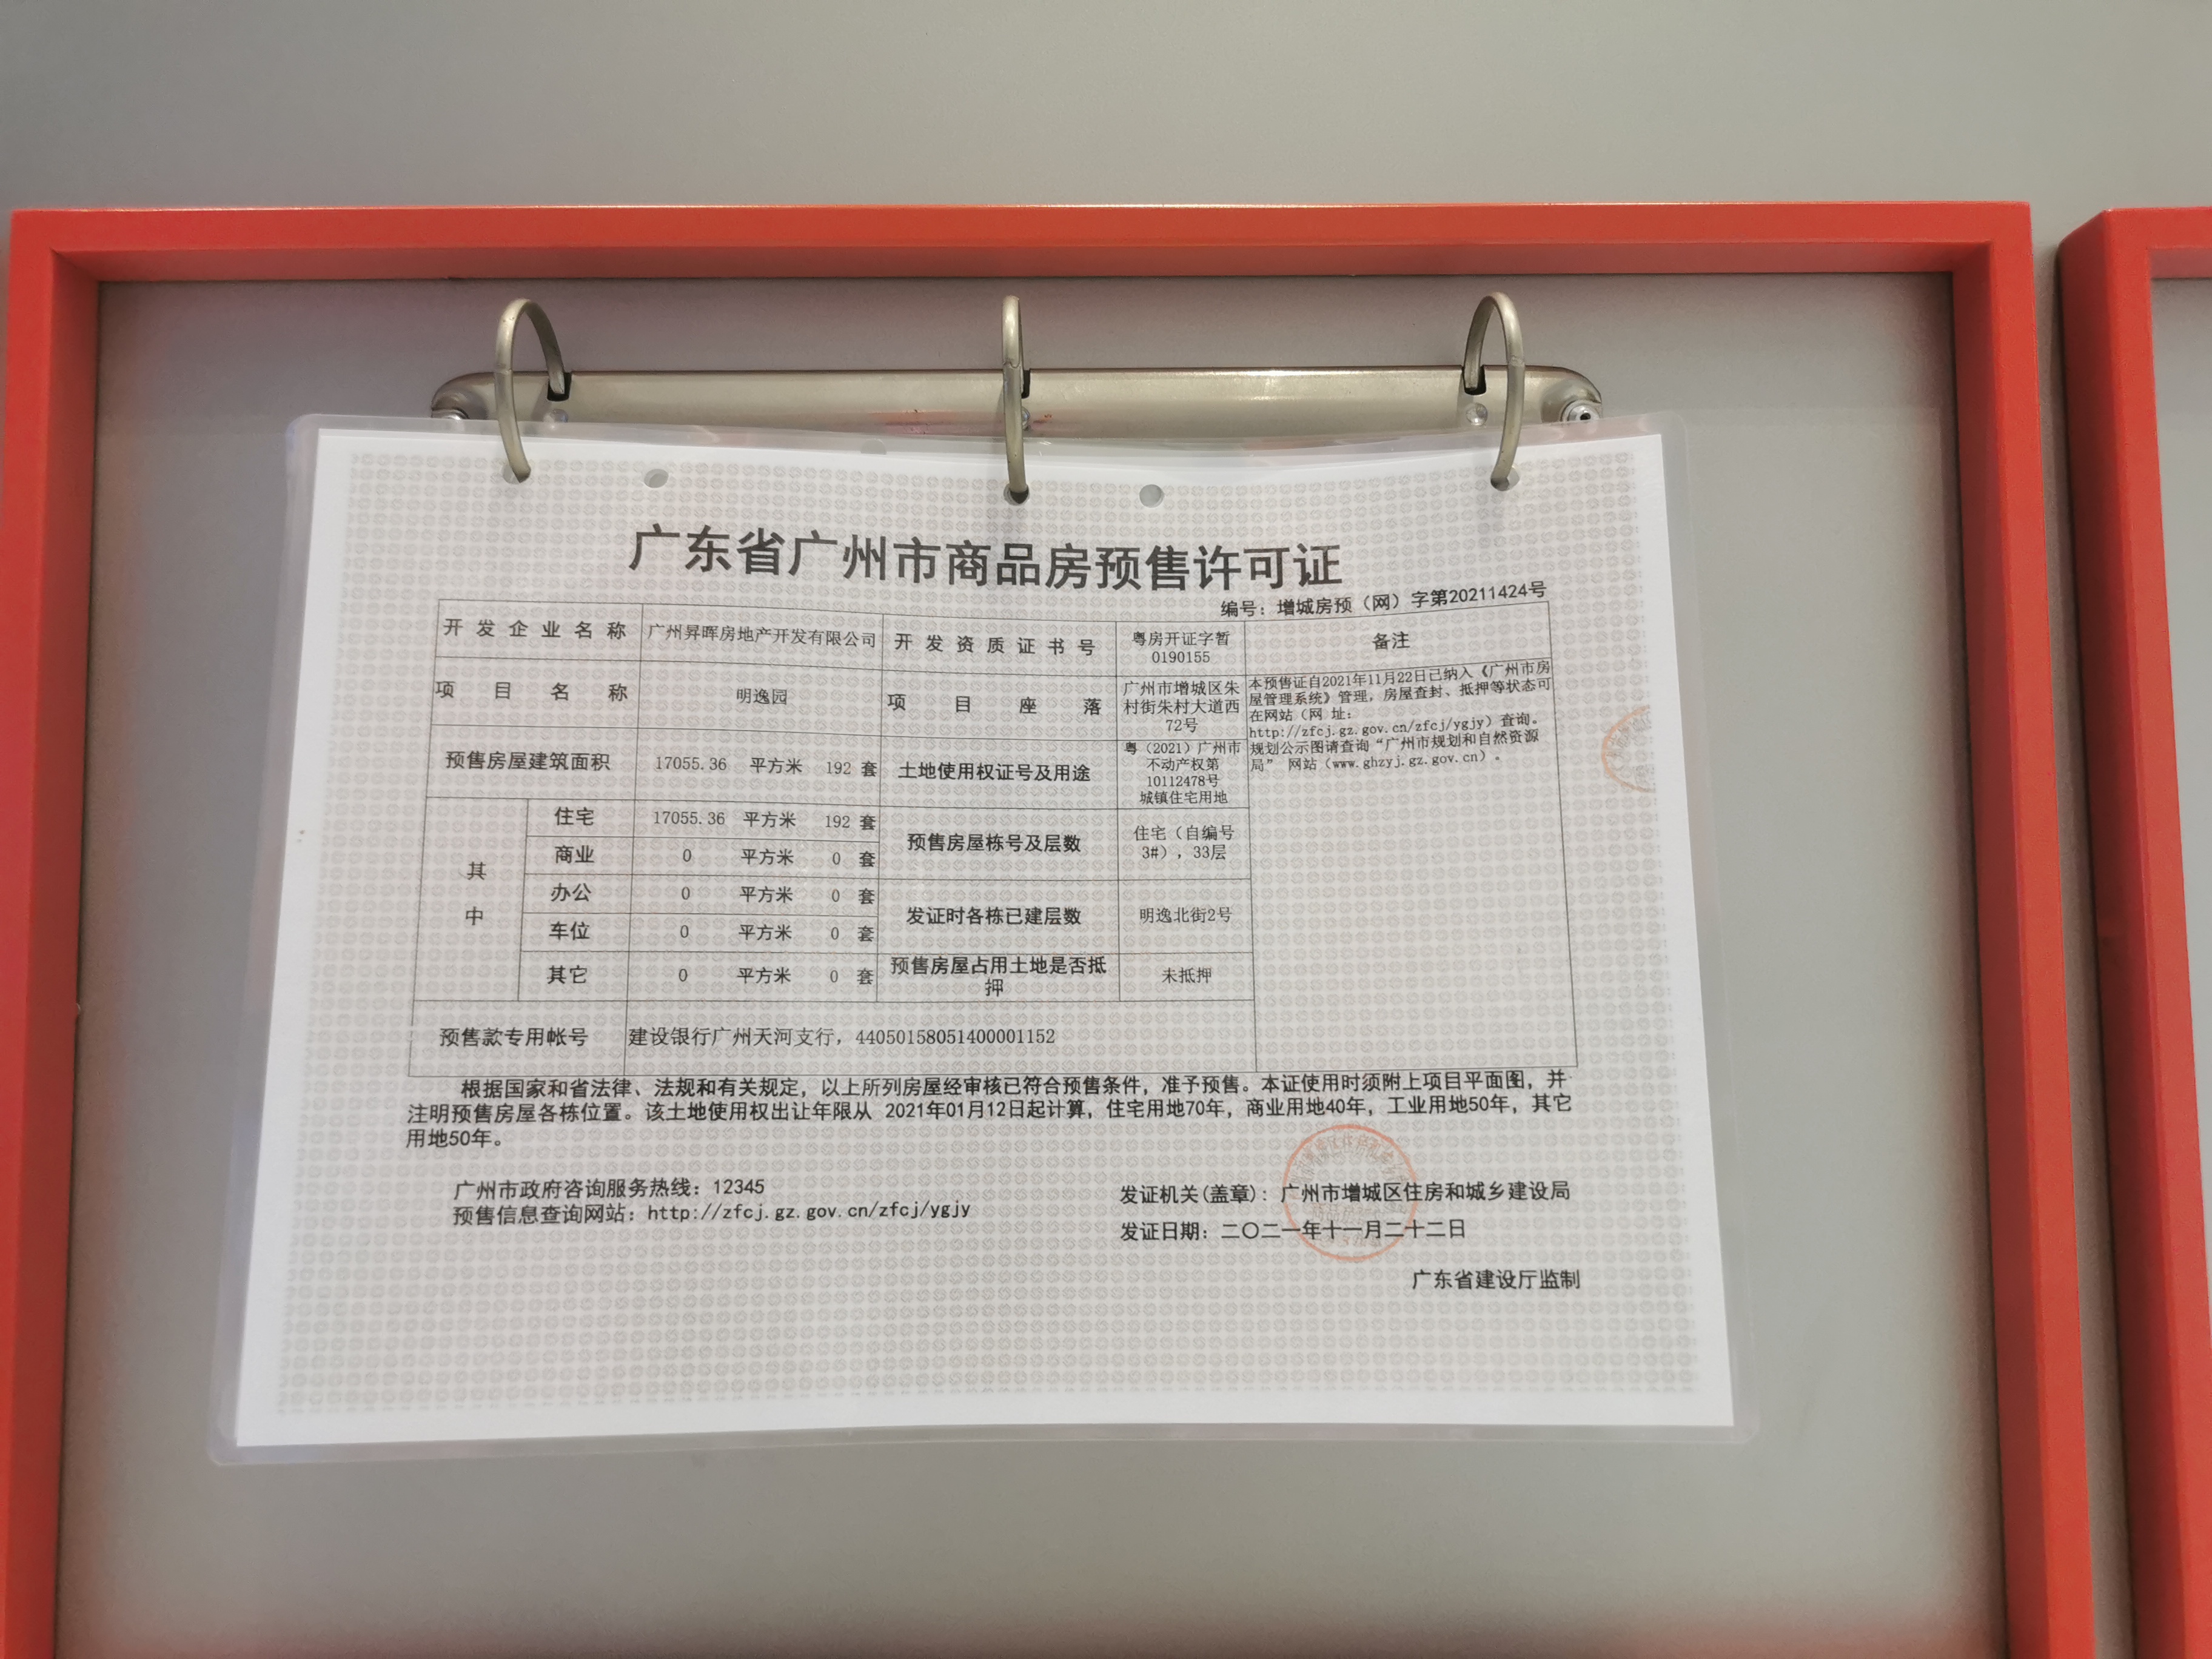 广东省广州市商品房预售许可证
编号：增城房预（网）字第20211424号
开发企业名称 广州昇晖房地产开发有限公司 开发资质证书号 粤房开证字暂
0190155
备注
项目名称 明逸园 项目座落 广州市增城区朱
村街朱村大道西
72号
本预售证自2021年11月22日已纳入《广州市房
屋管理系统》管理，房屋查封、抵押等状态可
在网站（网 址：
http://zfcj.gz.gov.cn/zfcj/ygjy）查询。
规划公示图请查询“广州市规划和自然资源
局” 网站（www.ghzyj.gz.gov.cn）。
预售房屋建筑面积 17055.36 平方米 192 套 土地使用权证号及用途 粤（2021）广州市
不动产权第
10112478号
城镇住宅用地
其中
住宅 17055.36 平方米 192 套
商业 0 平方米 0 套
预售房屋栋号及层数 住宅（自编号
3#），33层
办公 0 平方米 0 套
车位 0 平方米 0 套
发证时各栋已建层数 明逸北街2号
其它 0 平方米 0 套
预售房屋占用土地是否抵
押 未抵押
预售款专用帐号 建设银行广州天河支行，44050158051400001152
根据国家和省法律、法规和有关规定，以上所列房屋经审核已符合预售条件，准予预售。本证使用时须附上项目平面图，并
注明预售房屋各栋位置。该土地使用权出让年限从 2021年01月12日起计算，住宅用地70年，商业用地40年，工业用地50年，其它
用地50年。
广州市政府咨询服务热线：12345
预售信息查询网站：http://zfcj.gz.gov.cn/zfcj/ygjy
发证机关(盖章)：广州市增城区住房和城乡建设局
发证日期：二〇二一年十一月二十二日
广东省建设厅监制